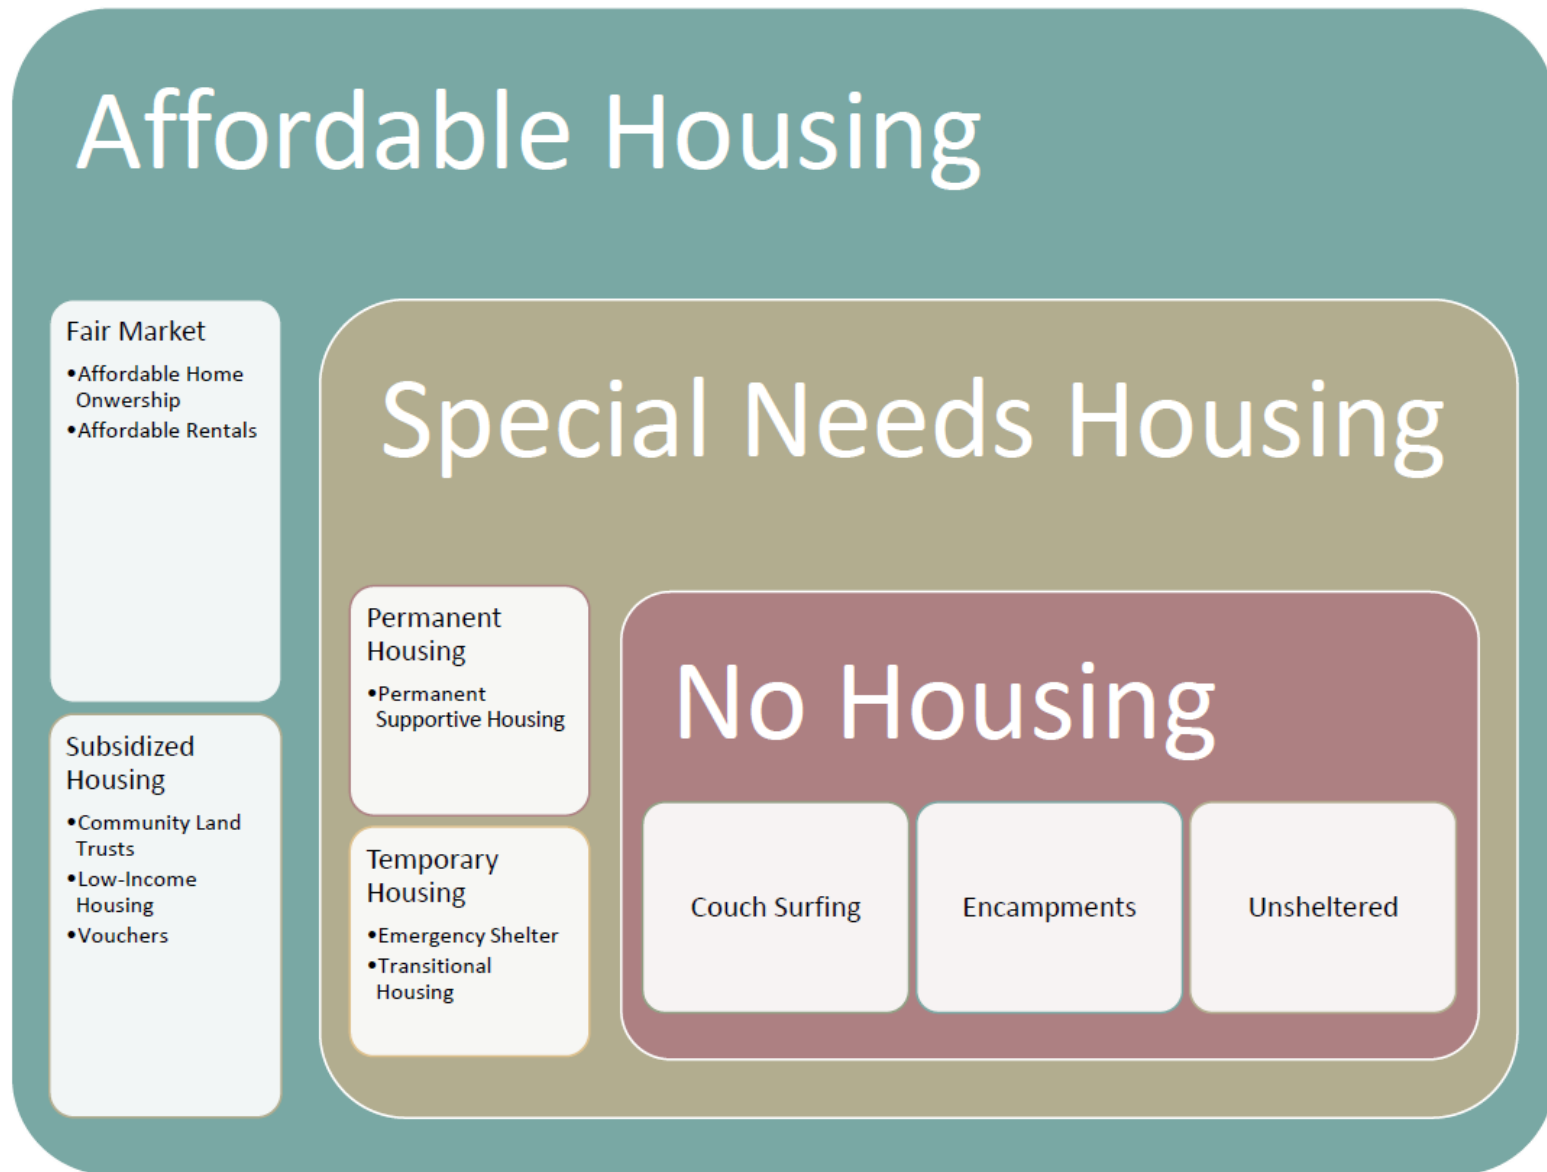 Affordable Housing
Fair Market
•Affordable Home
Onwership
•Affordable Rentals
Subsidized
Housing
•Community Land
Trusts
•Low-Income
Housing
•Vouchers
Special Needs Housing
Permanent
Housing
•Permanent
Supportive Housing
Temporary
Housing
•Emergency Shelter
•Transitional
Housing
No Housing
Couch Surfing
Encampments
Unsheltered